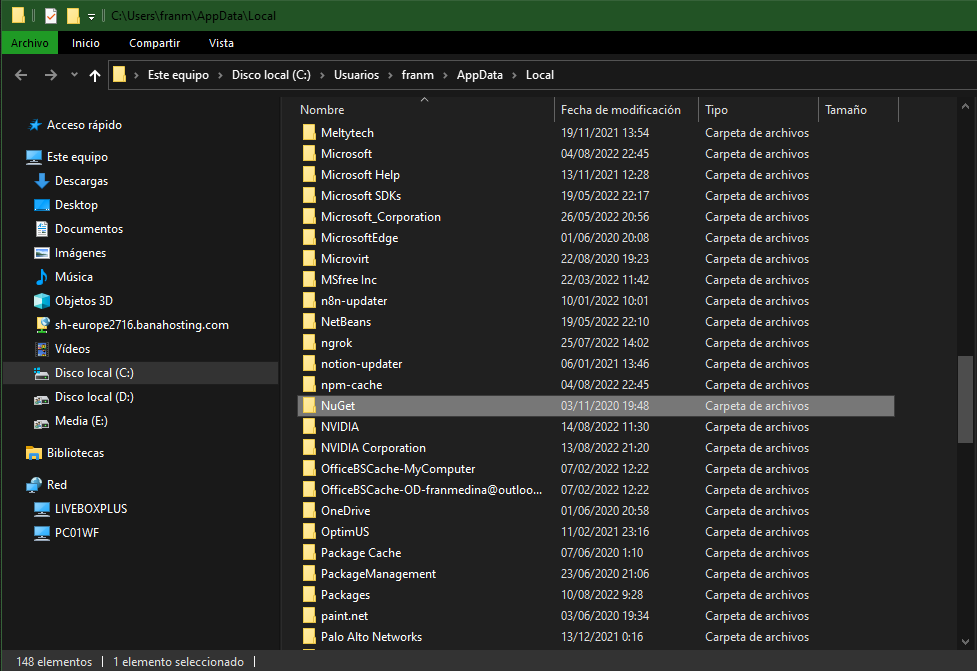 C:\Users\franm\AppData\Local
Archivo Inicio Compartir Vista
Este equipo Disco local (C:) Usuarios franm AppData Local
Acceso rápido
Este equipo
Descargas
Desktop
Documentos
Imágenes
Música
Objetos 3D
sh-europe2716.banahosting.com
Vídeos
Disco local (C:)
Disco local (D:)
Media (E:)
Bibliotecas
Red
LIVEBOXPLUS
PC01WF
Nombre Fecha de modificación Tipo Tamaño
Meltytech 19/11/2021 13:54 Carpeta de archivos
Microsoft 04/08/2022 22:45 Carpeta de archivos
Microsoft Help 13/11/2021 12:28 Carpeta de archivos
Microsoft SDKs 19/05/2022 22:17 Carpeta de archivos
Microsoft_Corporation 26/05/2022 20:56 Carpeta de archivos
MicrosoftEdge 01/06/2020 20:08 Carpeta de archivos
Microvirt 22/08/2020 19:23 Carpeta de archivos
MSfree Inc 22/03/2022 11:42 Carpeta de archivos
n8n-updater 10/01/2022 10:01 Carpeta de archivos
NetBeans 19/05/2022 22:10 Carpeta de archivos
ngrok 25/07/2022 14:02 Carpeta de archivos
notion-updater 06/01/2021 13:46 Carpeta de archivos
npm-cache 04/08/2022 22:45 Carpeta de archivos
NuGet 03/11/2020 19:48 Carpeta de archivos
NVIDIA 14/08/2022 11:30 Carpeta de archivos
NVIDIA Corporation 13/08/2022 21:20 Carpeta de archivos
OfficeBSCache-MyComputer 07/02/2022 12:22 Carpeta de archivos
OfficeBSCache-OD-franmedina@outloo... 07/02/2022 12:22 Carpeta de archivos
OneDrive 01/06/2020 20:58 Carpeta de archivos
OptimUS 11/02/2021 23:16 Carpeta de archivos
Package Cache 07/06/2020 1:10 Carpeta de archivos
PackageManagement 23/06/2020 21:06 Carpeta de archivos
Packages 10/08/2022 9:28 Carpeta de archivos
paint.net 03/06/2020 19:34 Carpeta de archivos
Palo Alto Networks 13/12/2021 0:16 Carpeta de archivos
148 elementos 1 elemento seleccionado